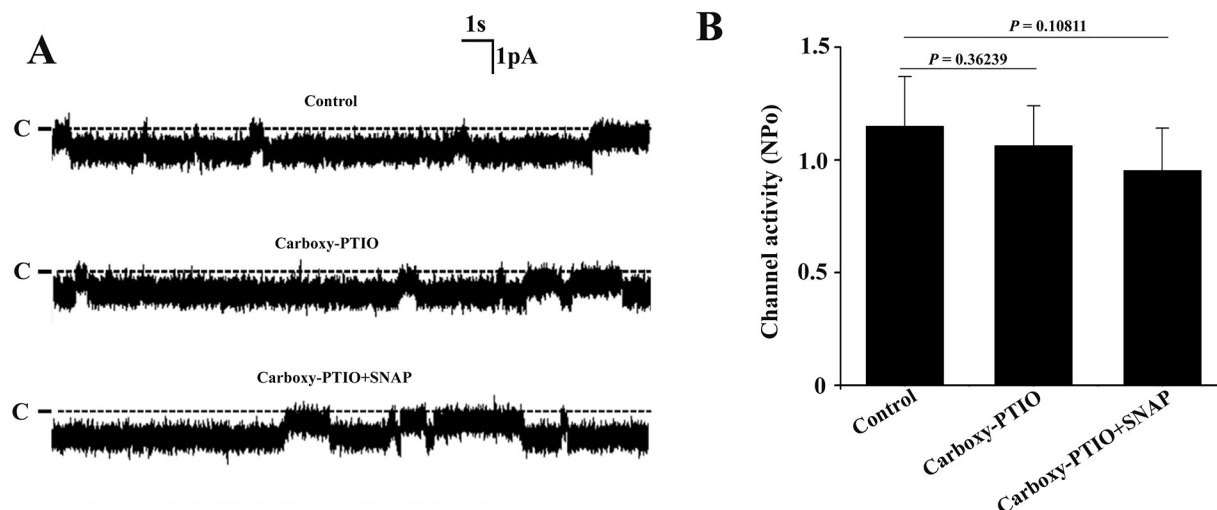 A
1s
1pA
Control
C
Carboxy-PTIO
C
Carboxy-PTIO+SNAP
C
B
P = 0.10811
P = 0.36239
1.5
1.0
0.5
0
Channel activity (NPo)
Control
Carboxy-PTIO
Carboxy-PTIO+SNAP